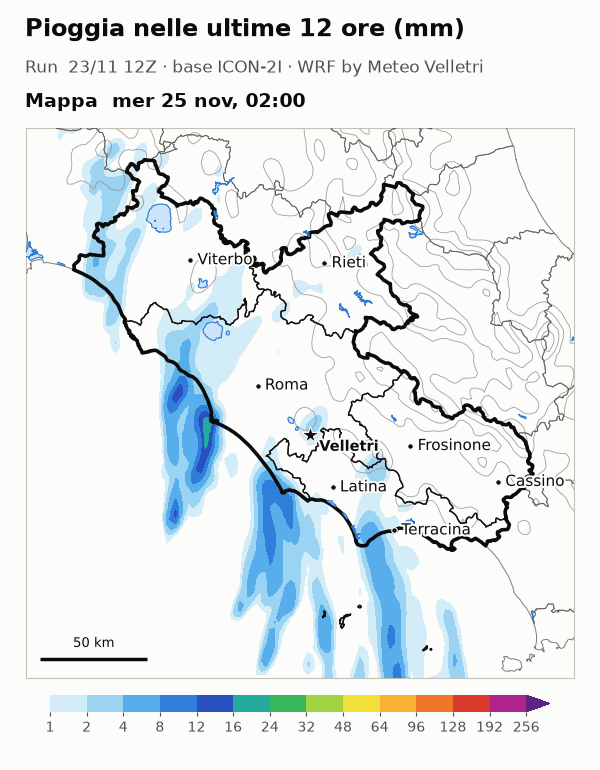 Pioggia nelle ultime 12 ore (mm)
Run  23/11 12Z · base ICON-2I · WRF by Meteo Velletri
Mappa  mer 25 nov, 02:00
Viterbo
Rieti
Roma
Velletri
Frosinone
Latina
Cassino
Terracina
50 km
1 2 4 8 12 16 24 32 48 64 96 128 192 256